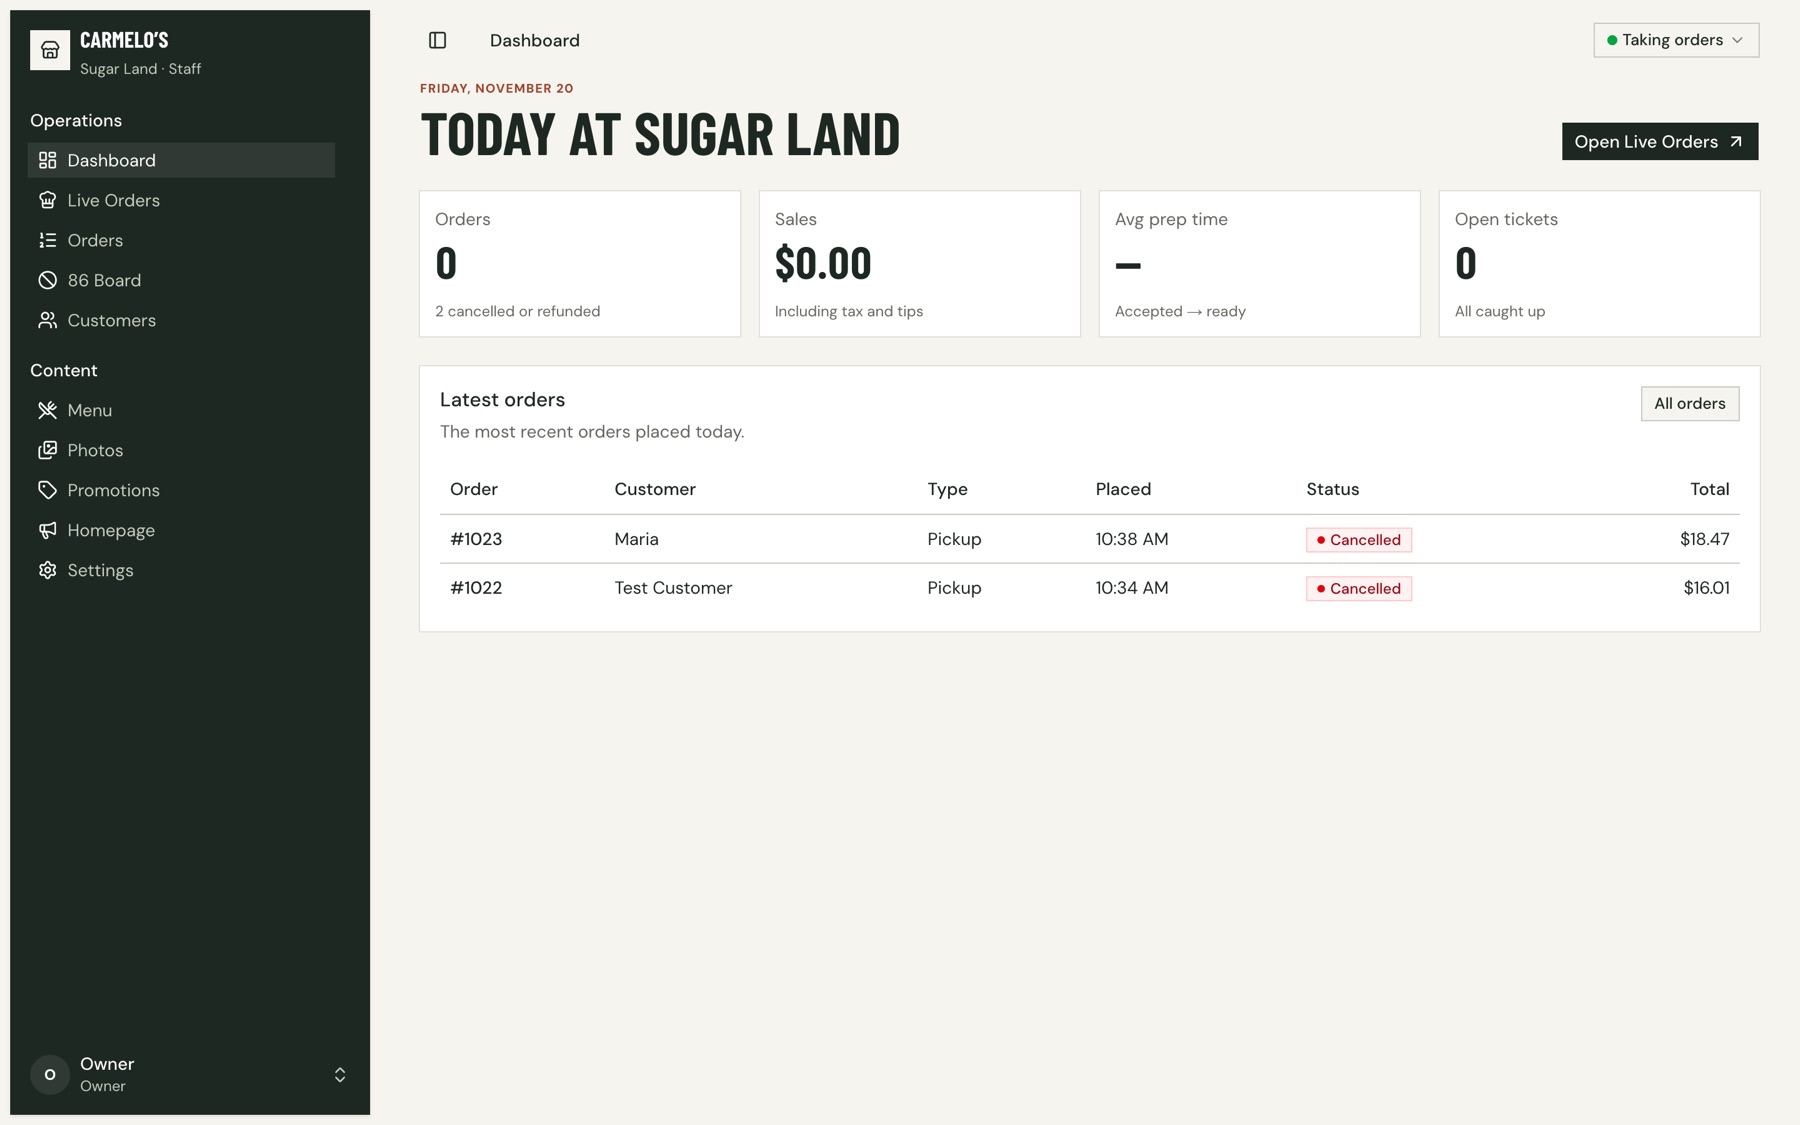 CARMELO'S
Sugar Land · Staff
Operations
Dashboard
Live Orders
Orders
86 Board
Customers
Content
Menu
Photos
Promotions
Homepage
Settings
O
Owner
Owner
Dashboard
Taking orders
FRIDAY, NOVEMBER 20
TODAY AT SUGAR LAND
Open Live Orders
Orders
0
2 cancelled or refunded
Sales
$0.00
Including tax and tips
Avg prep time
—
Accepted → ready
Open tickets
0
All caught up
Latest orders
The most recent orders placed today.
All orders
Order Customer Type Placed Status Total
#1023 Maria Pickup 10:38 AM Cancelled $18.47
#1022 Test Customer Pickup 10:34 AM Cancelled $16.01